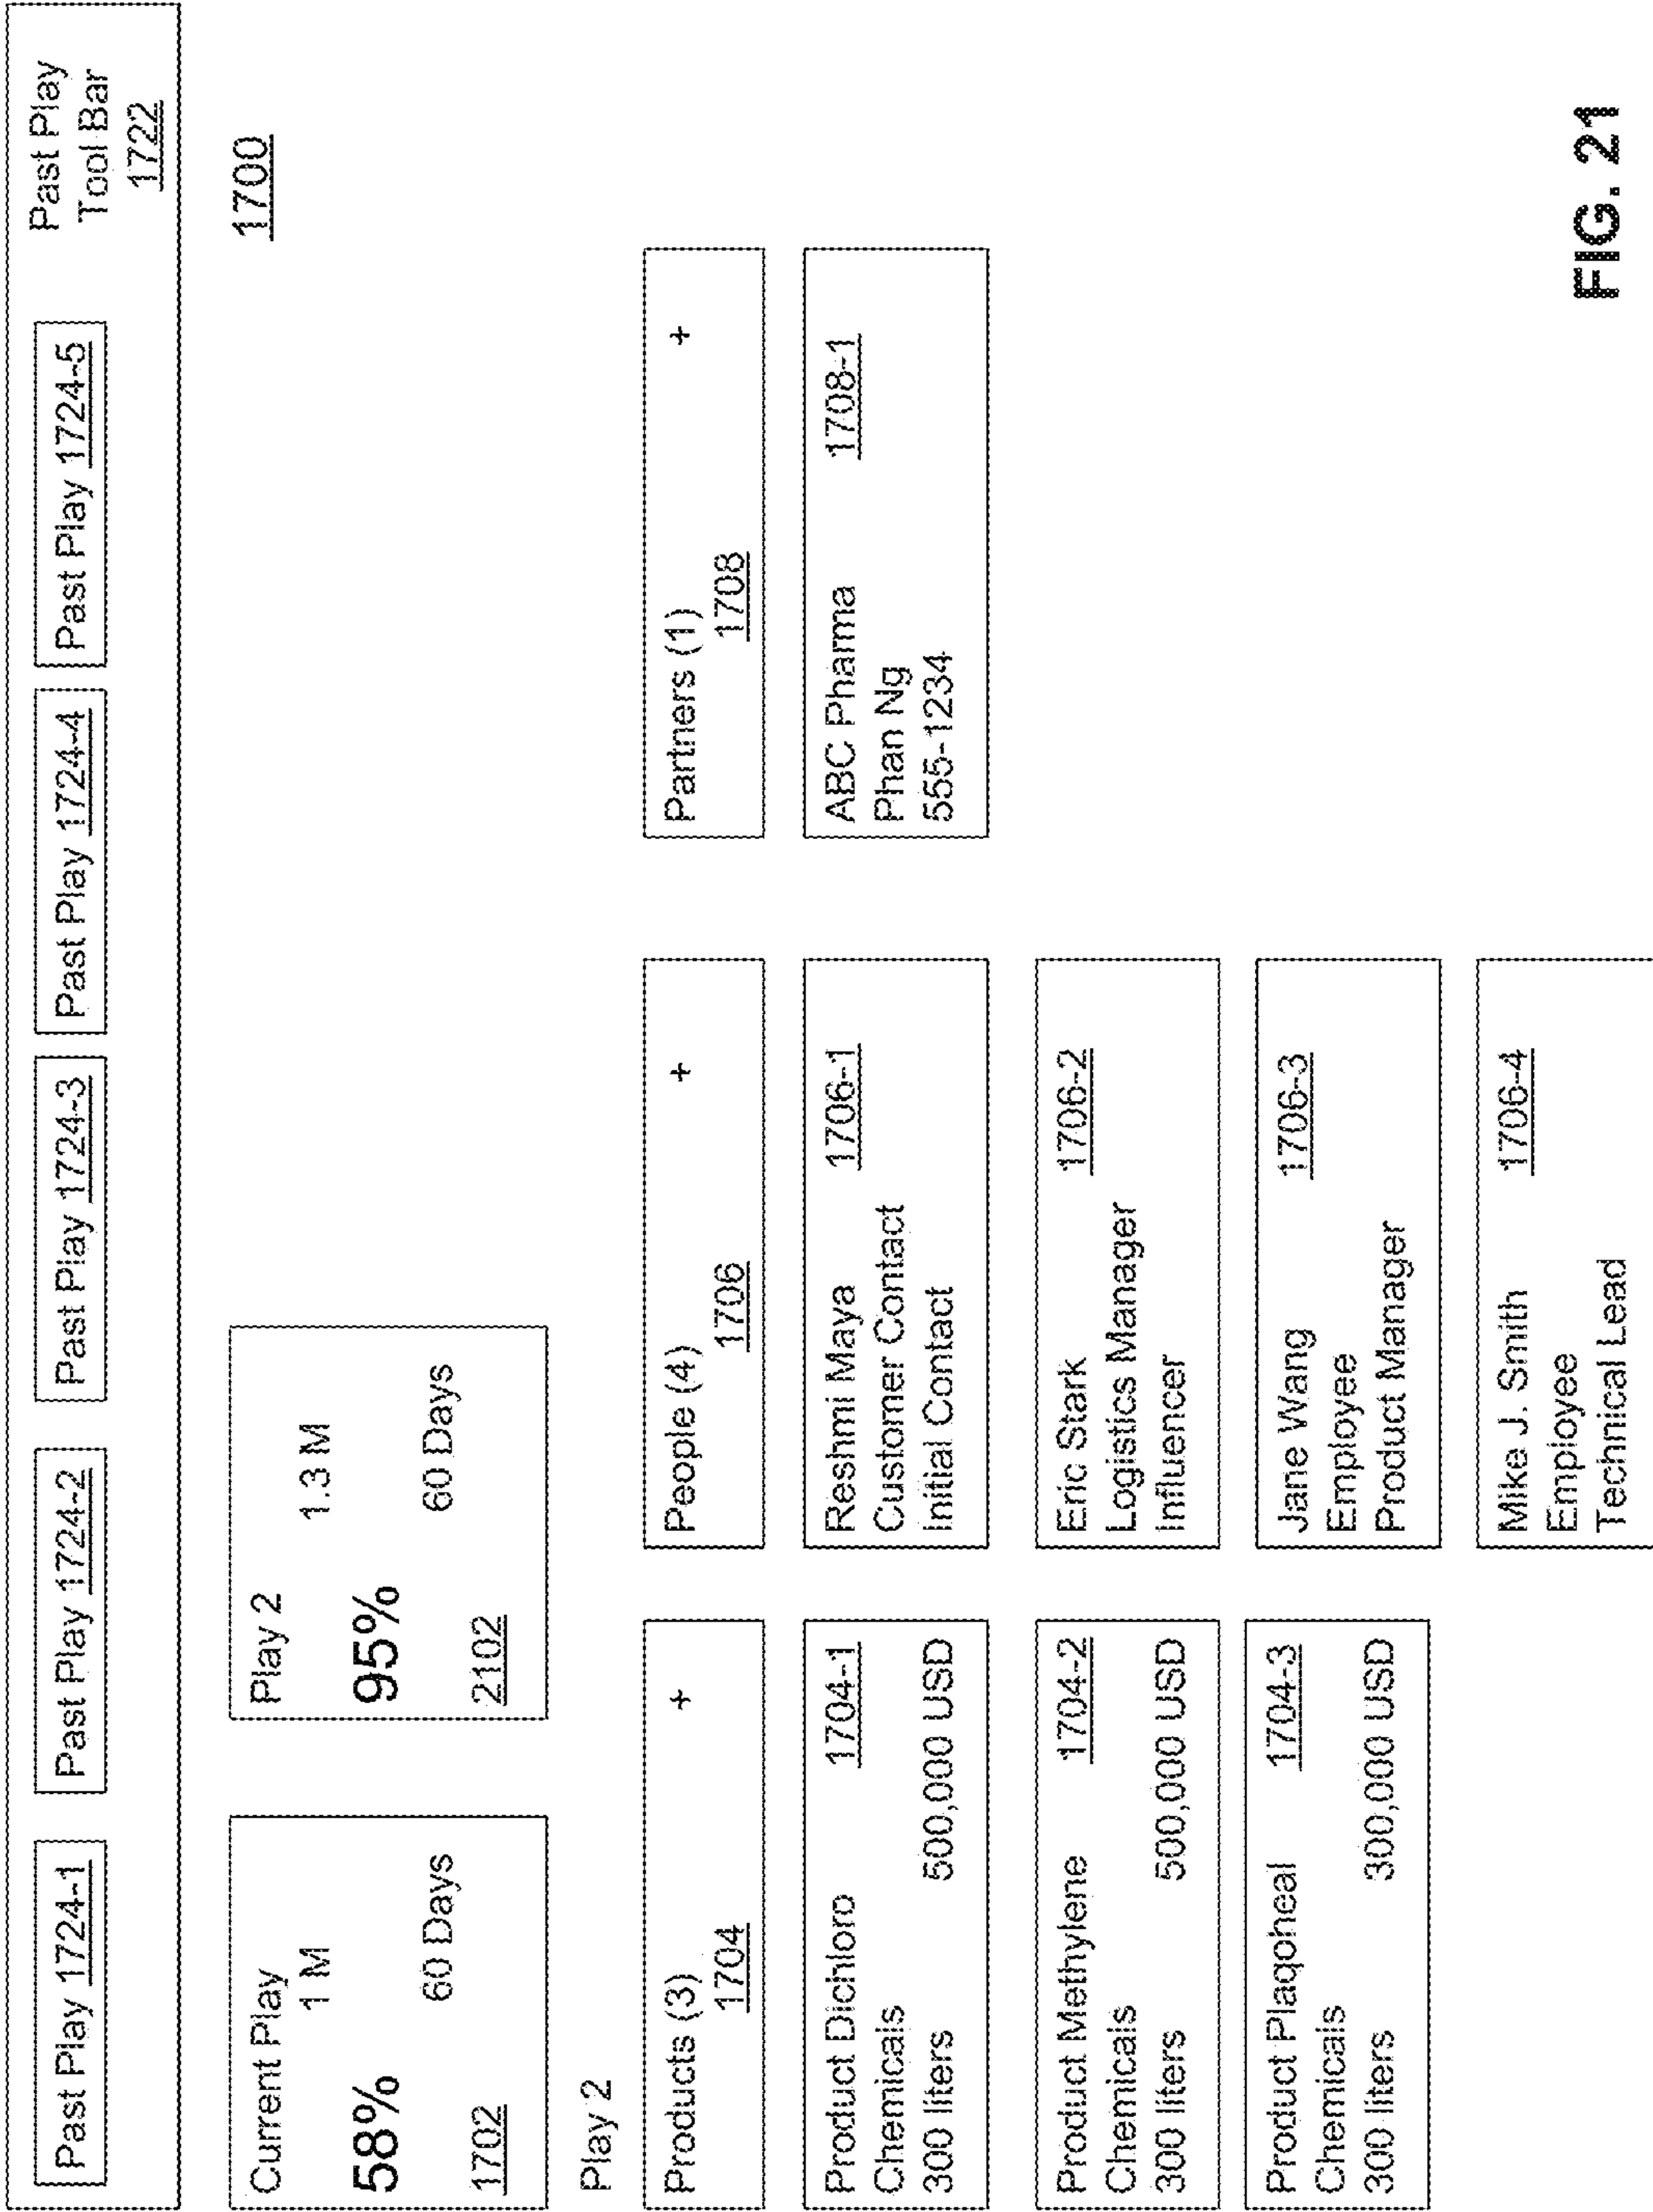 Past Play 1724-1
Past Play 1724-2
Past Play 1724-3
Past Play 1724-4
Past Play 1724-5
Past Play
Tool Bar
1722
1700
Current Play
1 M
58%
60 Days
1702
Play 2
1.3 M
95%
60 Days
2102
Play 2
Products (3) +
1704
Product Dichloro 1704-1
Chemicals
300 liters 500,000 USD
Product Methylene 1704-2
Chemicals
300 liters 500,000 USD
Product Plaqoheal 1704-3
Chemicals
300 liters 300,000 USD
People (4) +
1706
Reshmi Maya 1706-1
Customer Contact
Initial Contact
Eric Stark 1706-2
Logistics Manager
Influencer
Jane Wang 1706-3
Employee
Product Manager
Mike J. Smith 1706-4
Employee
Technical Lead
Partners (1) +
1708
ABC Pharma 1708-1
Phan Ng
555-1234
FIG. 21